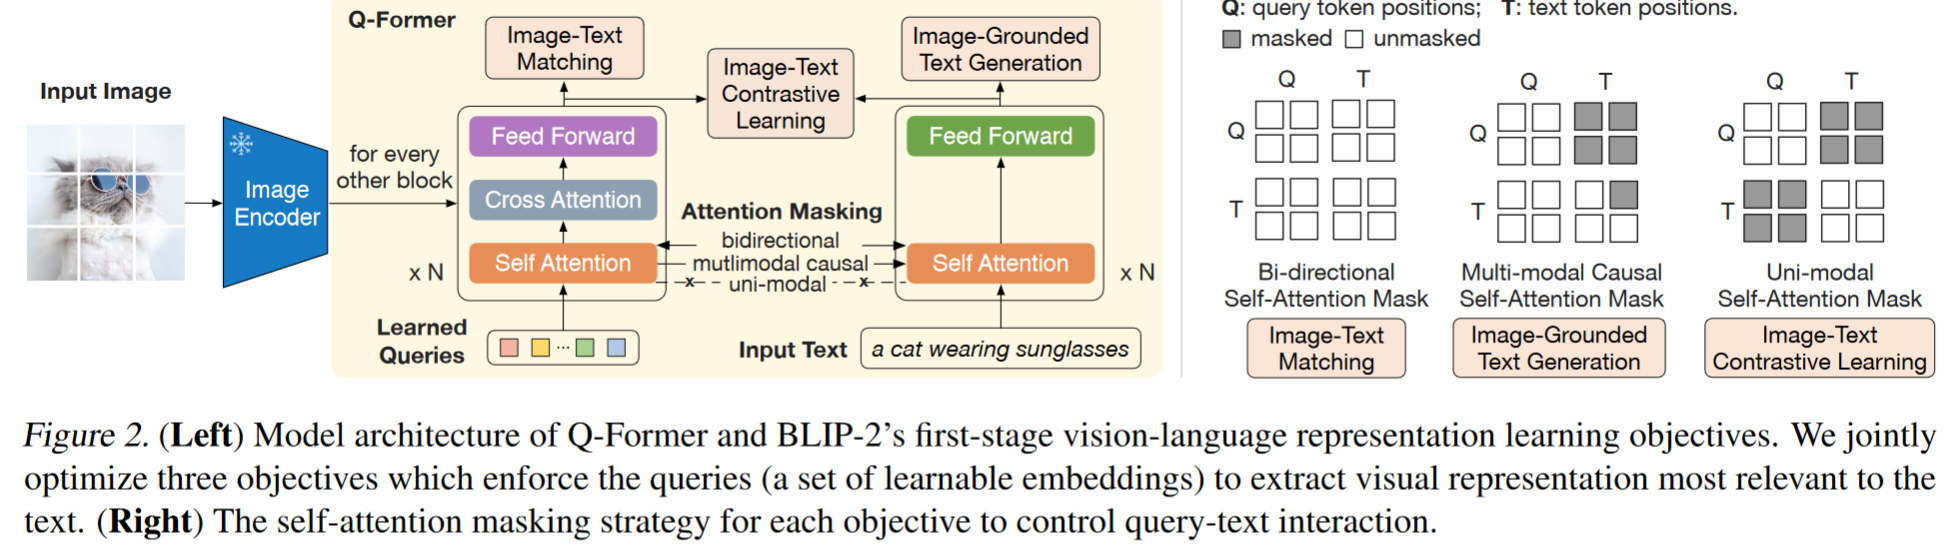 Q-Former
Input Image
Image-Text
Matching
Image-Text
Contrastive
Learning
Image-Grounded
Text Generation
Image
Encoder
for every
other block
Feed Forward
Cross Attention
Self Attention
x N
Attention Masking
bidirectional
mutlimodal causal
x uni-modal x
Feed Forward
Self Attention
x N
Learned
Queries
...
Input Text
a cat wearing sunglasses
Q: query token positions; T: text token positions.
masked unmasked
Q T
Q
T
Bi-directional
Self-Attention Mask
Image-Text
Matching
Q T
Q
T
Multi-modal Causal
Self-Attention Mask
Image-Grounded
Text Generation
Q T
Q
T
Uni-modal
Self-Attention Mask
Image-Text
Contrastive Learning
Figure 2. (Left) Model architecture of Q-Former and BLIP-2's first-stage vision-language representation learning objectives. We jointly
optimize three objectives which enforce the queries (a set of learnable embeddings) to extract visual representation most relevant to the
text. (Right) The self-attention masking strategy for each objective to control query-text interaction.